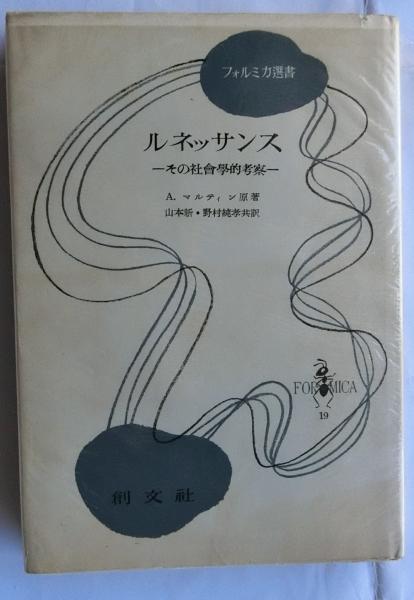 フォルミカ選書
ルネッサンス
—その社會學的考察—
A. マルティン原著
山本新・野村純孝共訳
FORMICA
19
創文社